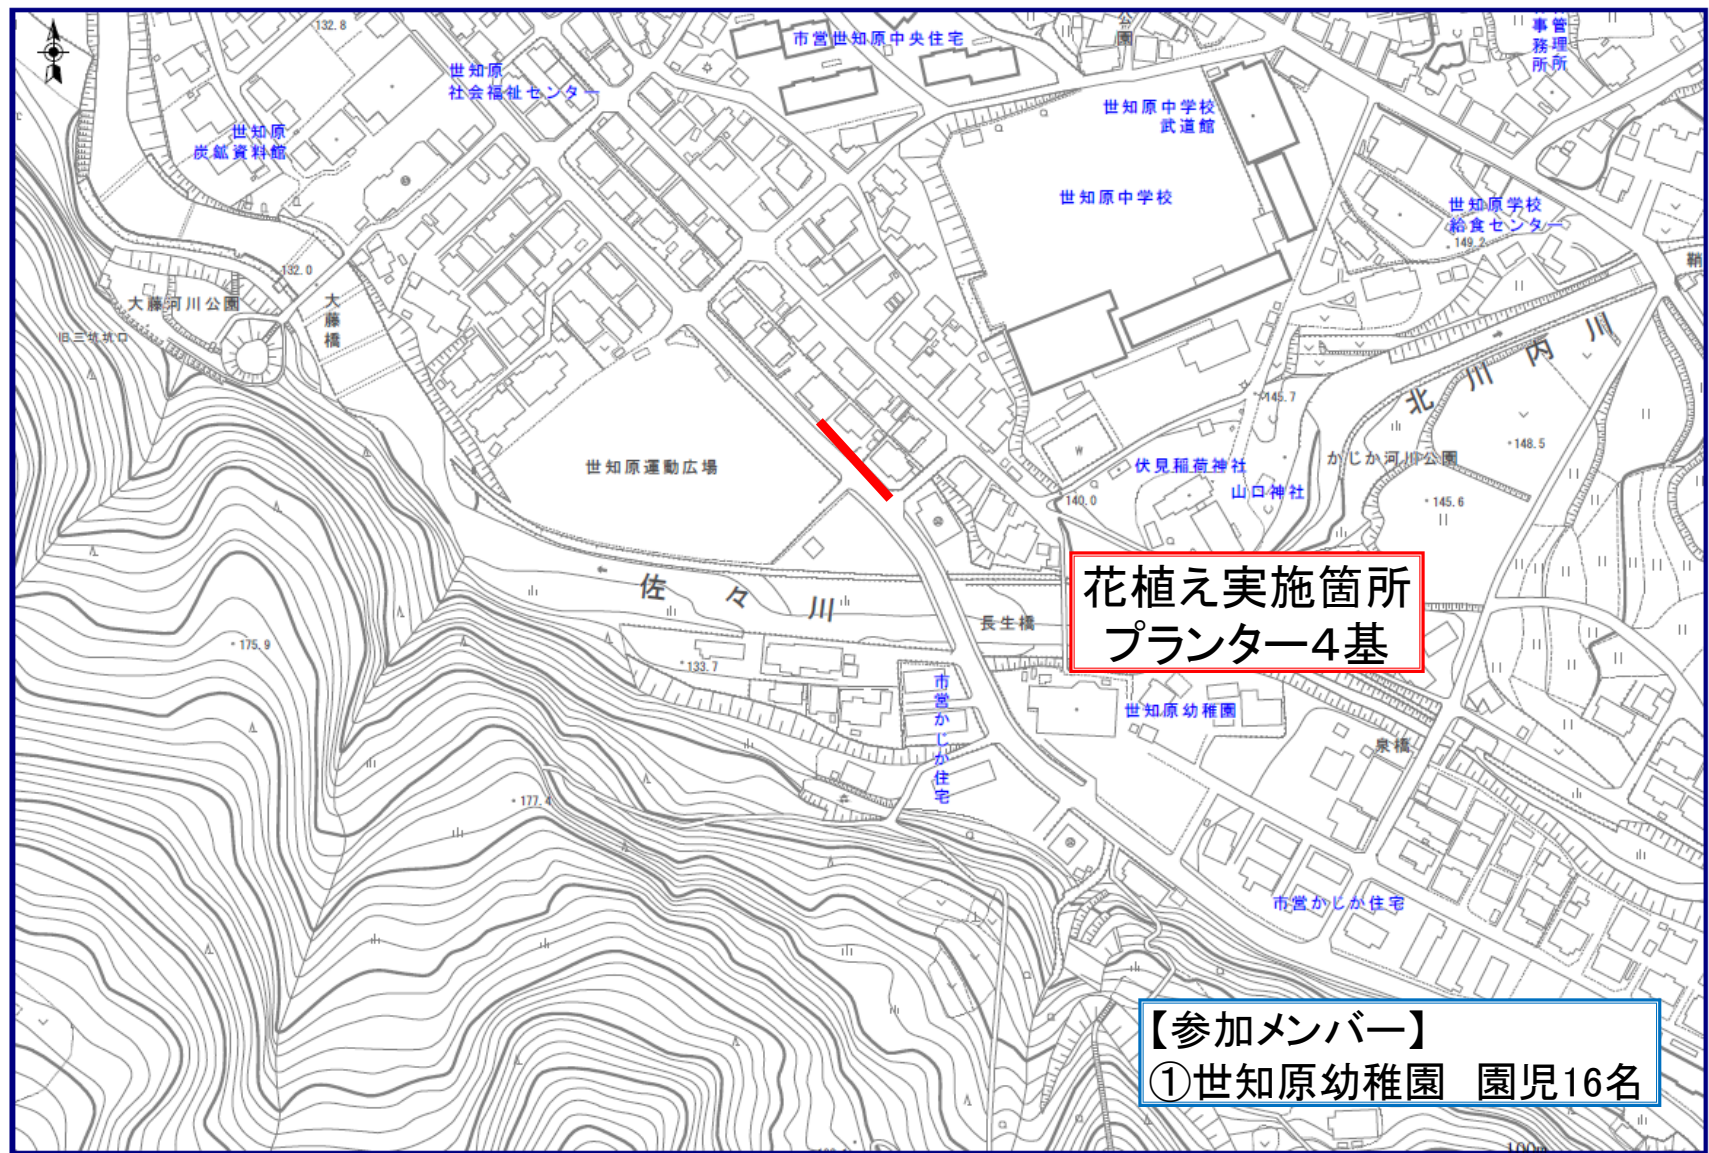 132.8
市営世知原中央住宅
公園
管理所
事務所
世知原
社会福祉センター
世知原
炭鉱資料館
世知原中学校
武道館
世知原中学校
世知原学校
給食センター
149.2
鞘
132.0
大藤河川公園
大藤橋
旧三坑坑口
北川内川
145.7
148.5
かじか河川公園
世知原運動広場
伏見稲荷神社
山口神社
140.0
145.6
花植え実施箇所
プランター4基
佐々川
長生橋
175.9
133.7
市営かじか住宅
世知原幼稚園
泉橋
177.4
市営かじか住宅
【参加メンバー】
①世知原幼稚園　園児16名
100m